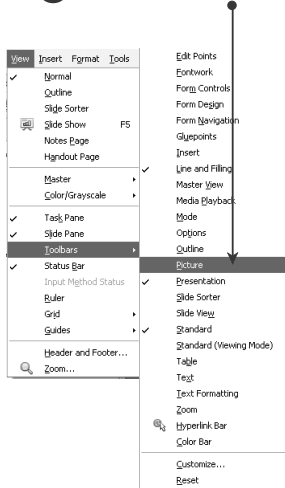 View Insert Format Tools
Normal
Outline
Slide Sorter
Slide Show F5
Notes Page
Handout Page
Master
Color/Grayscale
Task Pane
Slide Pane
Toolbars
Status Bar
Input Method Status
Ruler
Grid
Guides
Header and Footer...
Zoom...
Edit Points
Fontwork
Form Controls
Form Design
Form Navigation
Gluepoints
Insert
Line and Filling
Master View
Media Playback
Mode
Options
Outline
Picture
Presentation
Slide Sorter
Slide View
Standard
Standard (Viewing Mode)
Table
Text
Text Formatting
Zoom
Hyperlink Bar
Color Bar
Customize...
Reset